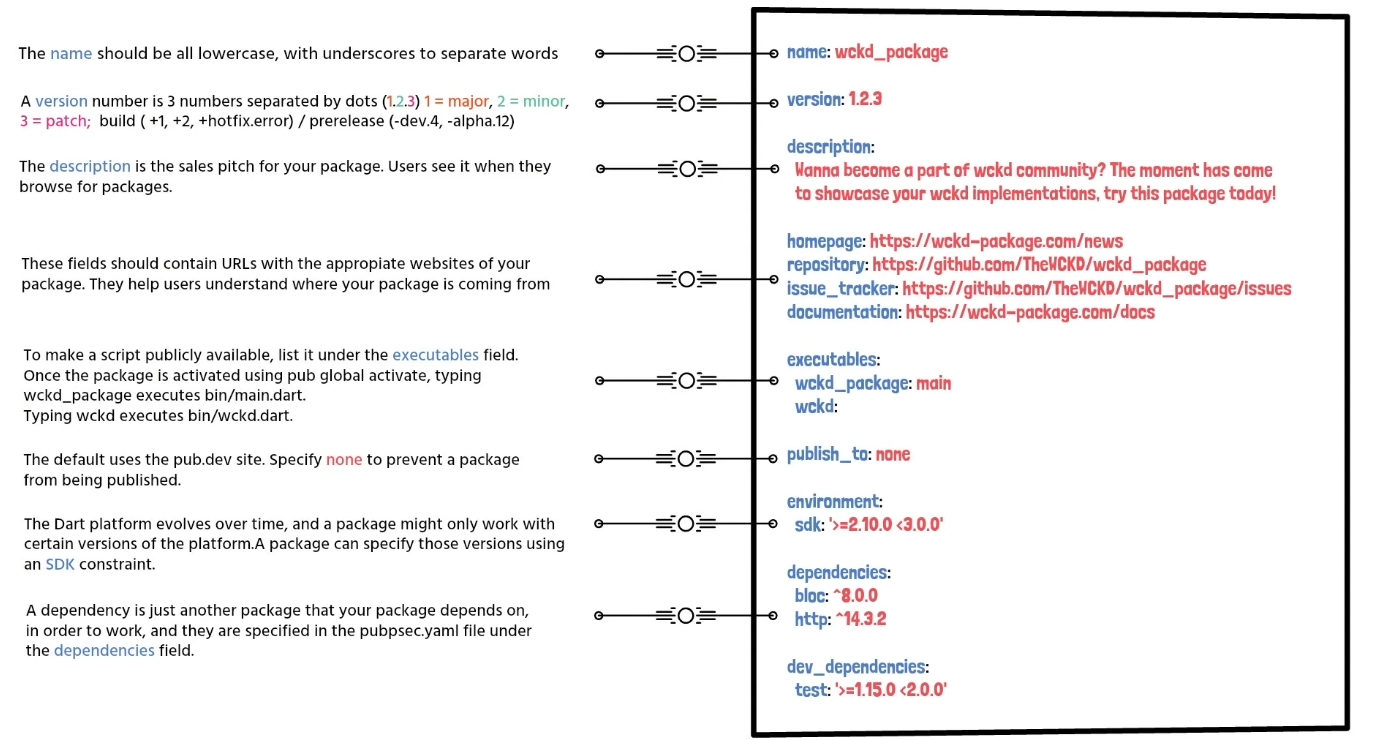 The name should be all lowercase, with underscores to separate words
A version number is 3 numbers separated by dots (1.2.3) 1 = major, 2 = minor,
3 = patch;  build ( +1, +2, +hotfix.error) / prerelease (-dev.4, -alpha.12)
The description is the sales pitch for your package. Users see it when they
browse for packages.
These fields should contain URLs with the appropiate websites of your
package. They help users understand where your package is coming from
To make a script publicly available, list it under the executables field.
Once the package is activated using pub global activate, typing
wckd_package executes bin/main.dart.
Typing wckd executes bin/wckd.dart.
The default uses the pub.dev site. Specify none to prevent a package
from being published.
The Dart platform evolves over time, and a package might only work with
certain versions of the platform.A package can specify those versions using
an SDK constraint.
A dependency is just another package that your package depends on,
in order to work, and they are specified in the pubpsec.yaml file under
the dependencies field.
name: wckd_package
version: 1.2.3
description:
Wanna become a part of wckd community? The moment has come
to showcase your wckd implementations, try this package today!
homepage: https://wckd-package.com/news
repository: https://github.com/TheWCKD/wckd_package
issue_tracker: https://github.com/TheWCKD/wckd_package/issues
documentation: https://wckd-package.com/docs
executables:
wckd_package: main
wckd:
publish_to: none
environment:
sdk: '>=2.10.0 <3.0.0'
dependencies:
bloc: ^8.0.0
http: ^14.3.2
dev_dependencies:
test: '>=1.15.0 <2.0.0'